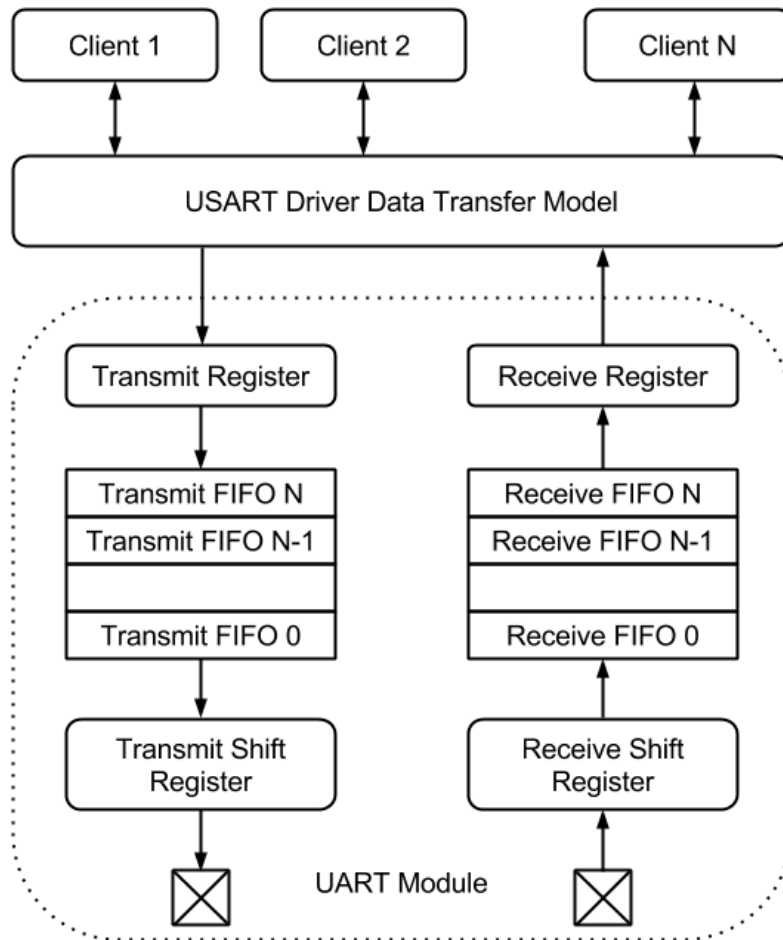 Client 1
Client 2
Client N
USART Driver Data Transfer Model
Transmit Register
Receive Register
Transmit FIFO N
Receive FIFO N
Transmit FIFO N-1
Receive FIFO N-1
Transmit FIFO 0
Receive FIFO 0
Transmit Shift
Register
Receive Shift
Register
UART Module